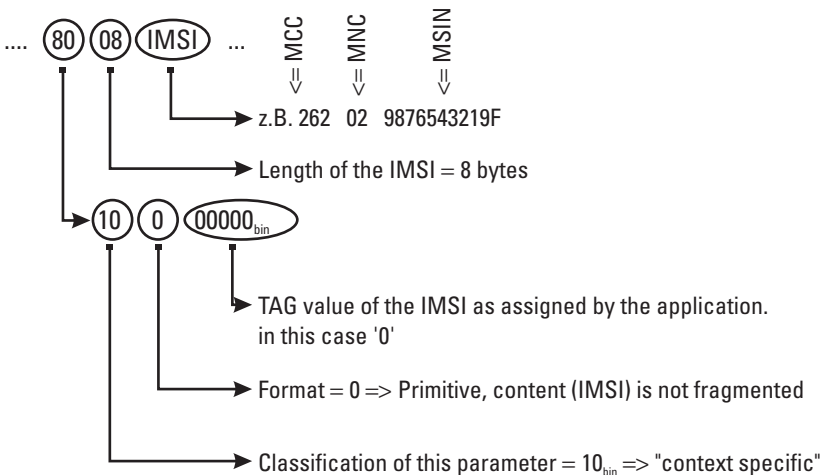 <= MCC
<= MNC
<= MSIN
.... 80 08 IMSI ...
z.B. 262 02 9876543219F
Length of the IMSI = 8 bytes
10 0 00000bin
TAG value of the IMSI as assigned by the application.
in this case '0'
Format = 0 => Primitive, content (IMSI) is not fragmented
Classification of this parameter = 10bin => "context specific"